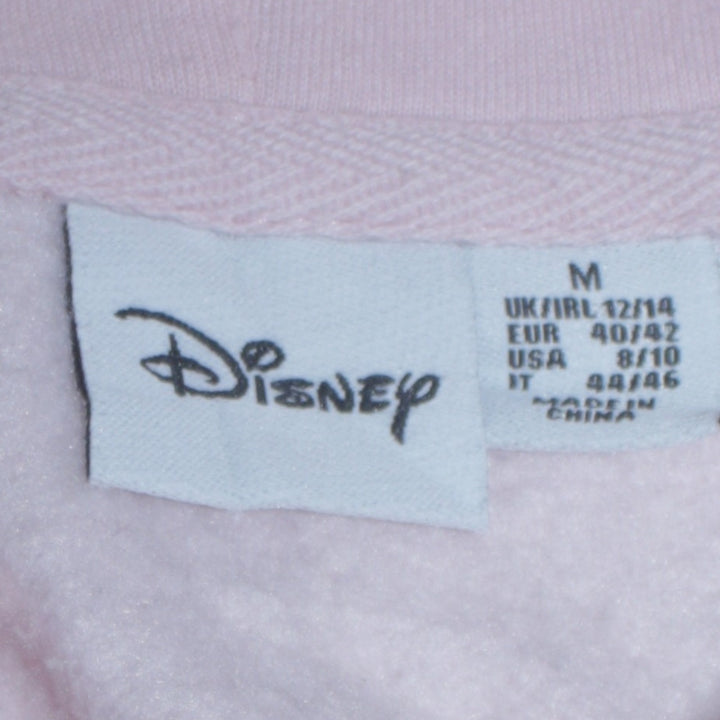 Disney
M
UK/IRL 12/14
EUR 40/42
USA 8/10
IT 44/46
MADE IN
CHINA